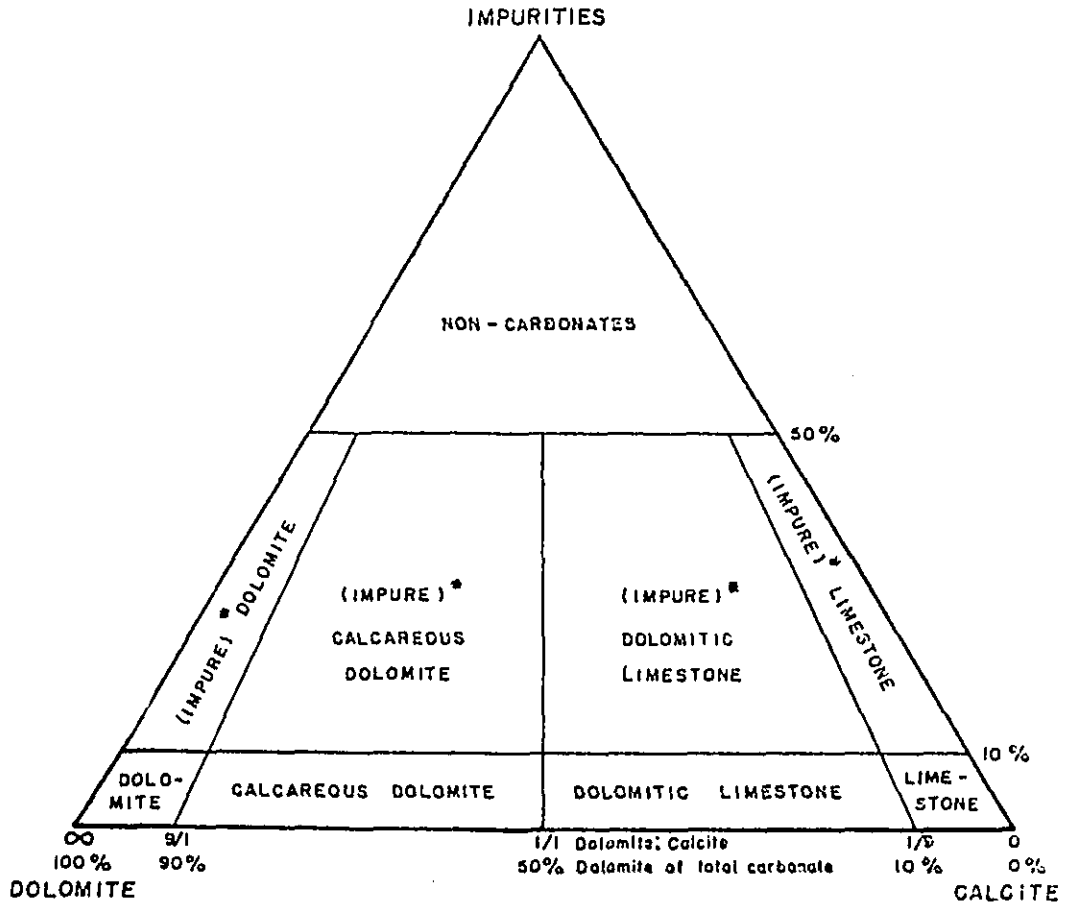 IMPURITIES
NON-CARBONATES
50%
(IMPURE)* DOLOMITE
(IMPURE)*
CALCAREOUS
DOLOMITE
(IMPURE)*
DOLOMITIC
LIMESTONE
(IMPURE)* LIMESTONE
10%
DOLO-
MITE
CALCAREOUS DOLOMITE
DOLOMITIC LIMESTONE
LIME-
STONE
∞ 9/1 1/1 Dolomite: Calcite 1/9 0
100% 90% 50% Dolomite of total carbonate 10% 0%
DOLOMITE CALCITE